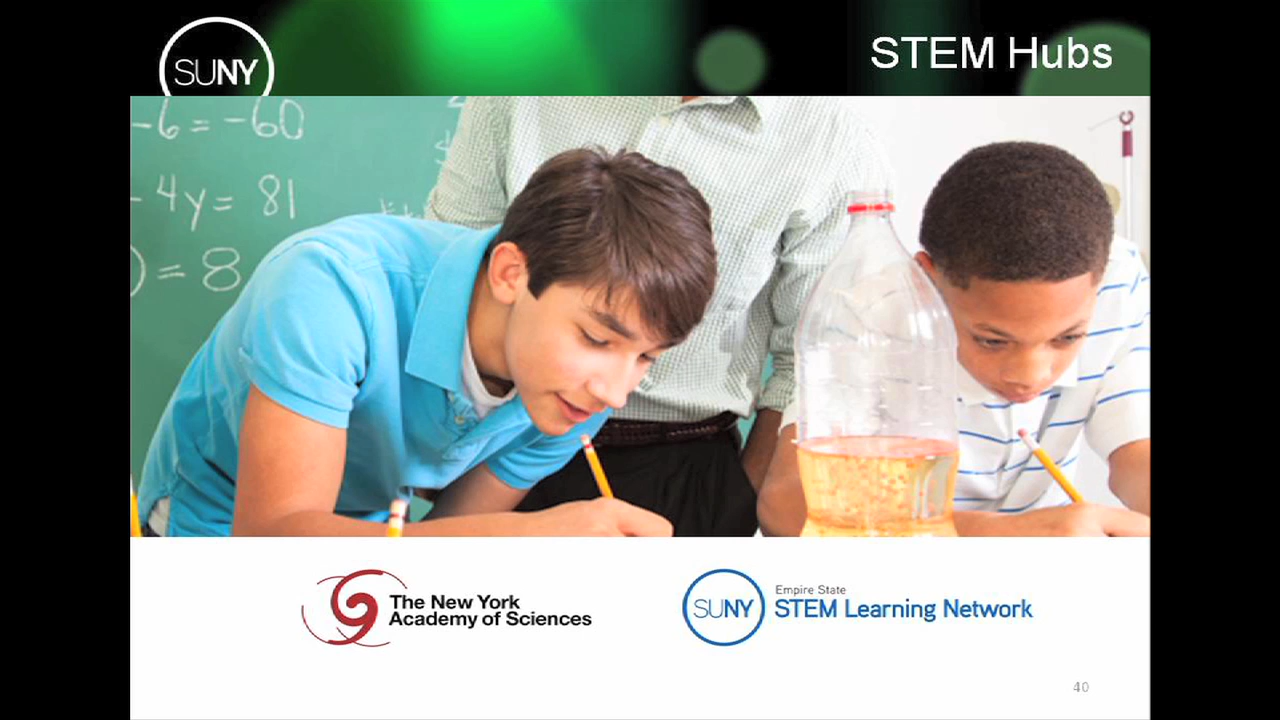 SUNY
STEM Hubs
-6 = -60
- 4y = 81
) = 8
The New York
Academy of Sciences
SUNY
Empire State
STEM Learning Network
40